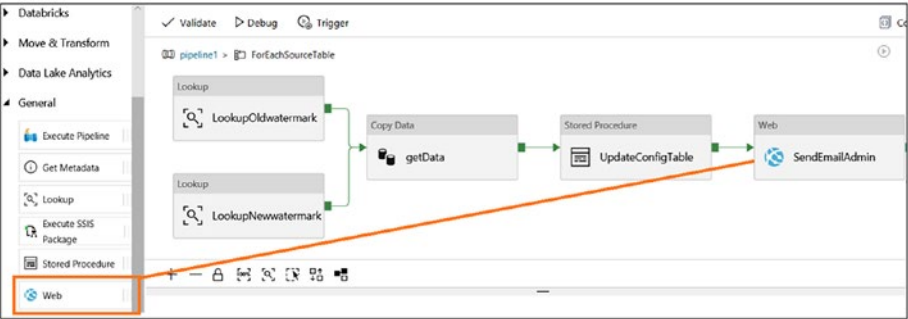 Databricks
Move & Transform
Data Lake Analytics
General
Execute Pipeline
Get Metadata
Lookup
Execute SSIS
Package
Stored Procedure
Web
Validate Debug Trigger
pipeline1 > ForEachSourceTable
Lookup
LookupOldwatermark
Lookup
LookupNewwatermark
Copy Data
getData
Stored Procedure
UpdateConfigTable
Web
SendEmailAdmin